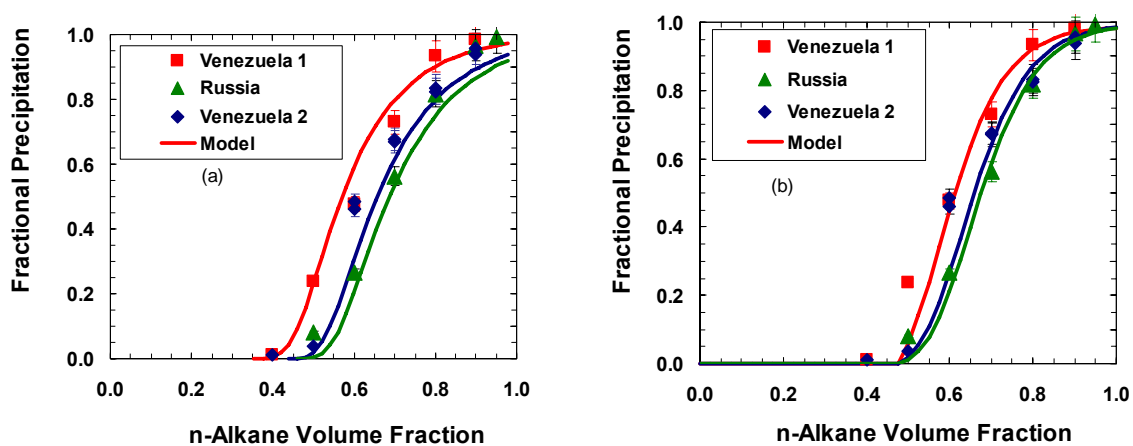 Fractional Precipitation
1.0
0.8
0.6
0.4
0.2
0.0
Venezuela 1
Russia
Venezuela 2
Model
(a)
0.0 0.2 0.4 0.6 0.8 1.0
n-Alkane Volume Fraction
Fractional Precipitation
1.0
0.8
0.6
0.4
0.2
0.0
Venezuela 1
Russia
Venezuela 2
Model
(b)
0.0 0.2 0.4 0.6 0.8 1.0
n-Alkane Volume Fraction